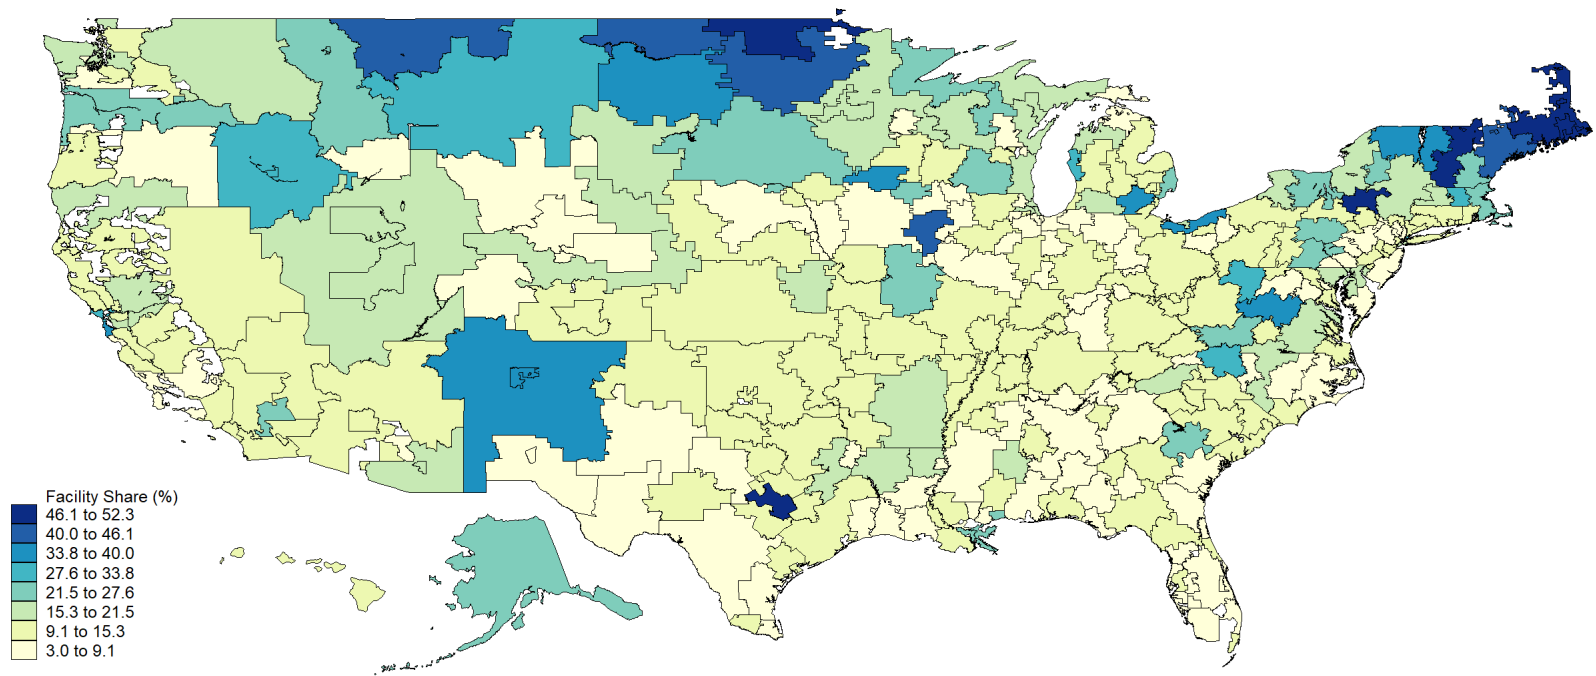 Facility Share (%)
46.1 to 52.3
40.0 to 46.1
33.8 to 40.0
27.6 to 33.8
21.5 to 27.6
15.3 to 21.5
9.1 to 15.3
3.0 to 9.1